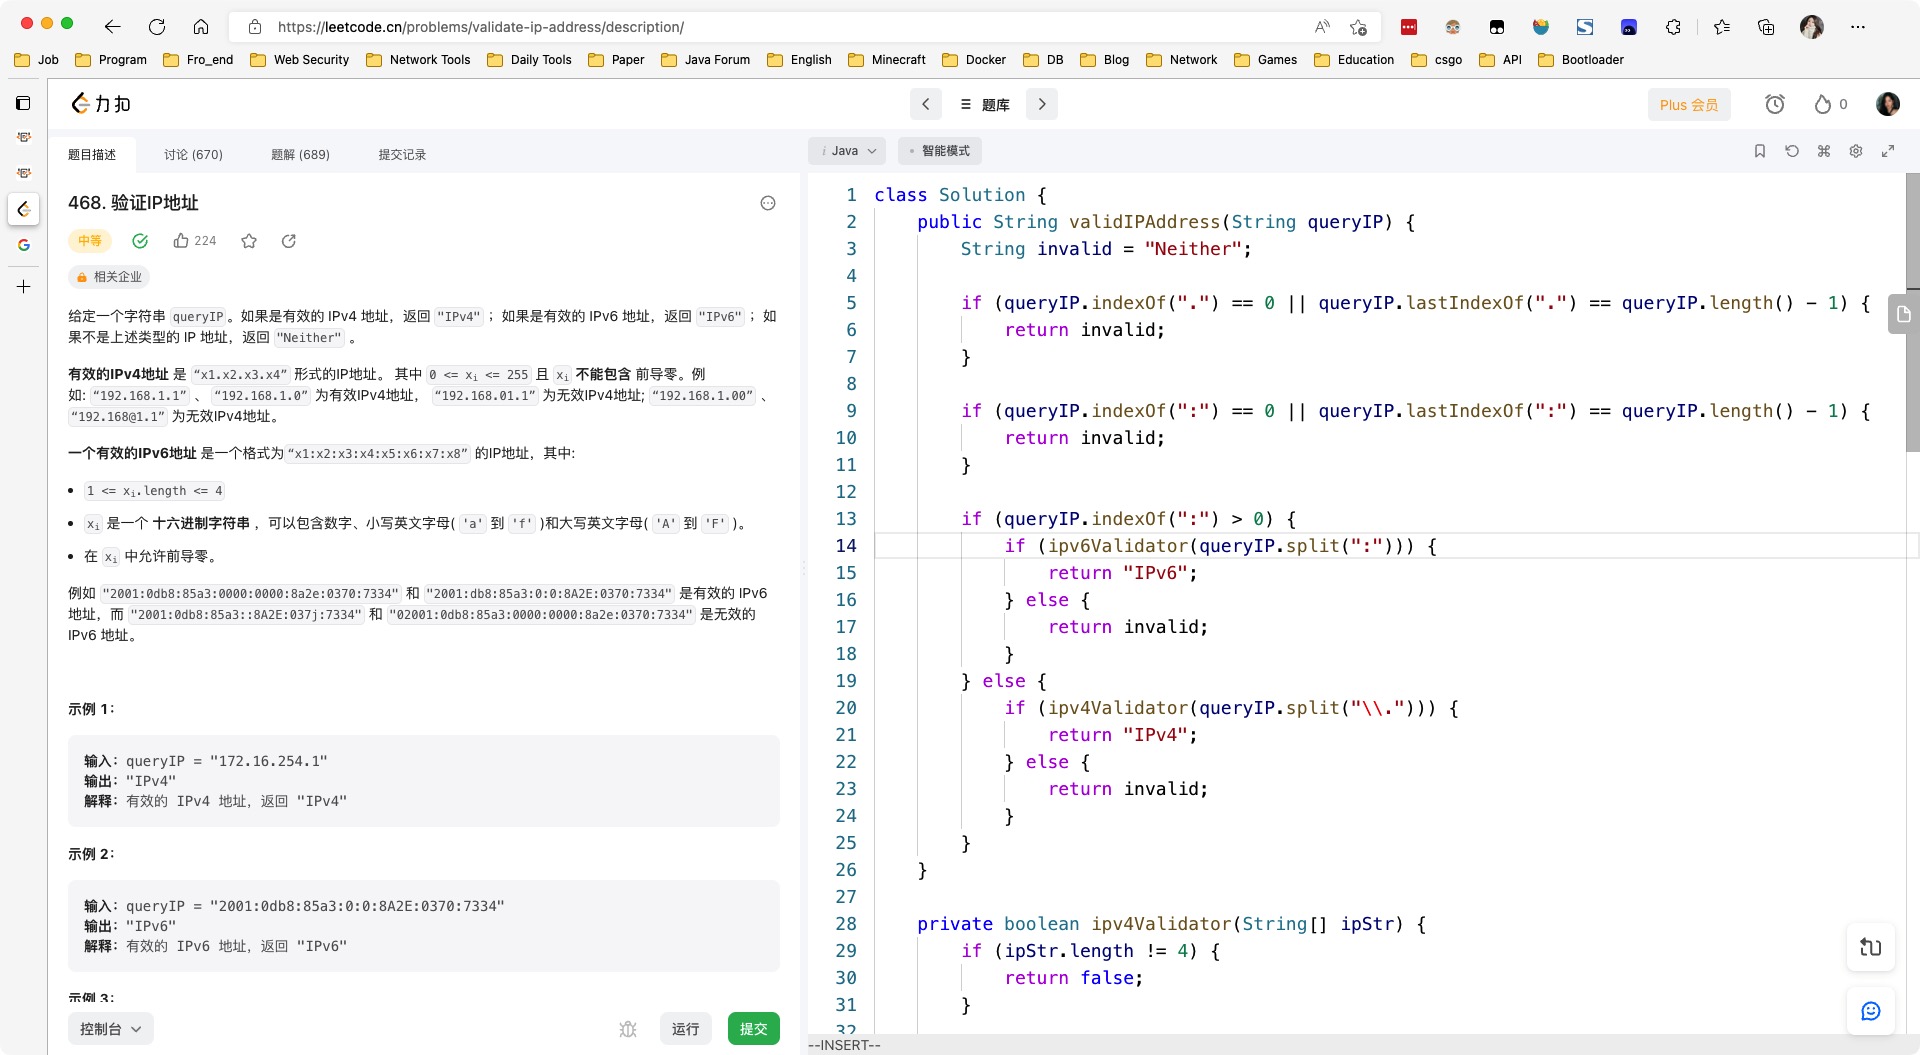 https://leetcode.cn/problems/validate-ip-address/description/
Job Program Fro_end Web Security Network Tools Daily Tools Paper Java Forum English Minecraft Docker DB Blog Network Games Education csgo API Bootloader
力扣
题库
Plus 会员
0
题目描述 讨论 (670) 题解 (689) 提交记录
468. 验证IP地址
中等 224
相关企业
给定一个字符串 queryIP。如果是有效的 IPv4 地址，返回 "IPv4" ；如果是有效的 IPv6 地址，返回 "IPv6" ；如
果不是上述类型的 IP 地址，返回 "Neither" 。
有效的IPv4地址 是 “x1.x2.x3.x4” 形式的IP地址。 其中 0 <= xi <= 255 且 xi 不能包含 前导零。例
如: “192.168.1.1” 、 “192.168.1.0” 为有效IPv4地址， “192.168.01.1” 为无效IPv4地址; “192.168.1.00” 、
“192.168@1.1” 为无效IPv4地址。
一个有效的IPv6地址 是一个格式为“x1:x2:x3:x4:x5:x6:x7:x8” 的IP地址，其中:
• 1 <= xi.length <= 4
• xi 是一个 十六进制字符串 ，可以包含数字、小写英文字母( 'a' 到 'f' )和大写英文字母( 'A' 到 'F' )。
• 在 xi 中允许前导零。
例如 "2001:0db8:85a3:0000:0000:8a2e:0370:7334" 和 "2001:db8:85a3:0:0:8A2E:0370:7334" 是有效的 IPv6
地址，而 "2001:0db8:85a3::8A2E:037j:7334" 和 "02001:0db8:85a3:0000:0000:8a2e:0370:7334" 是无效的
IPv6 地址。
示例 1：
输入：queryIP = "172.16.254.1"
输出："IPv4"
解释：有效的 IPv4 地址，返回 "IPv4"
示例 2：
输入：queryIP = "2001:0db8:85a3:0:0:8A2E:0370:7334"
输出："IPv6"
解释：有效的 IPv6 地址，返回 "IPv6"
示例 3：
控制台
运行
提交
i Java
智能模式
1 class Solution {
2 public String validIPAddress(String queryIP) {
3 String invalid = "Neither";
4
5 if (queryIP.indexOf(".") == 0 || queryIP.lastIndexOf(".") == queryIP.length() - 1) {
6 return invalid;
7 }
8
9 if (queryIP.indexOf(":") == 0 || queryIP.lastIndexOf(":") == queryIP.length() - 1) {
10 return invalid;
11 }
12
13 if (queryIP.indexOf(":") > 0) {
14 if (ipv6Validator(queryIP.split(":"))) {
15 return "IPv6";
16 } else {
17 return invalid;
18 }
19 } else {
20 if (ipv4Validator(queryIP.split("\\."))) {
21 return "IPv4";
22 } else {
23 return invalid;
24 }
25 }
26 }
27
28 private boolean ipv4Validator(String[] ipStr) {
29 if (ipStr.length != 4) {
30 return false;
31 }
32
--INSERT--